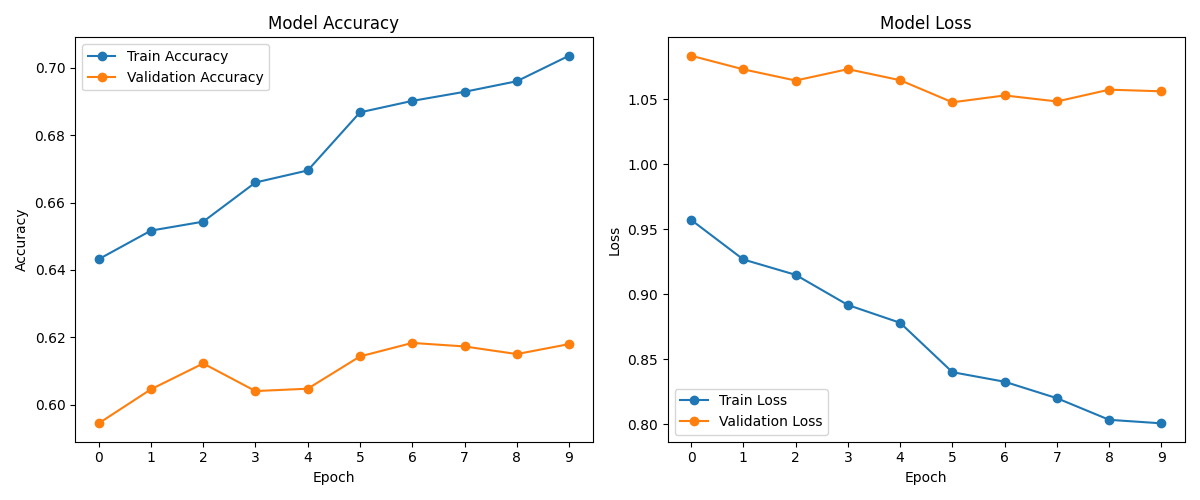 Model Accuracy
Train Accuracy
Validation Accuracy
Accuracy
0.70
0.68
0.66
0.64
0.62
0.60
0 1 2 3 4 5 6 7 8 9
Epoch
Model Loss
Loss
1.05
1.00
0.95
0.90
0.85
0.80
Train Loss
Validation Loss
0 1 2 3 4 5 6 7 8 9
Epoch